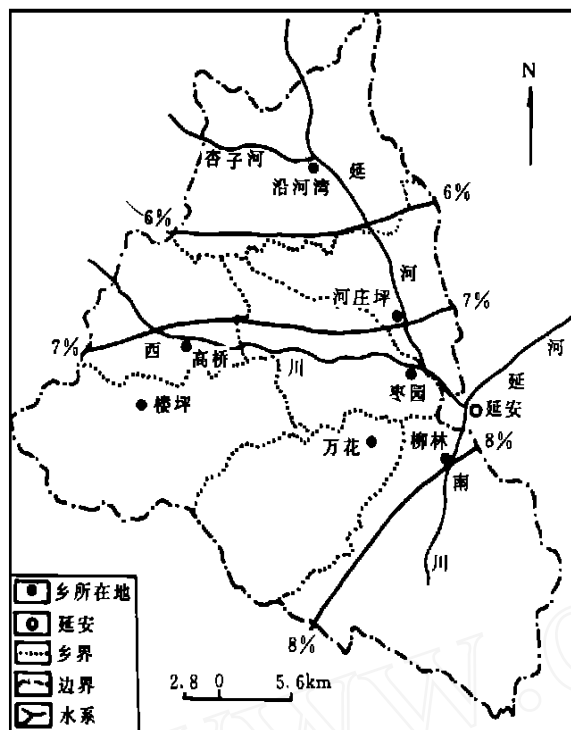 N
杏子河
沿河湾
延
6%
6%
河
河庄坪
7%
7%
西
高桥
川
枣园
延
河
延安
楼坪
万花
柳林
8%
南
川
8%
乡所在地
延安
乡界
边界
水系
2.8 0 5.6km